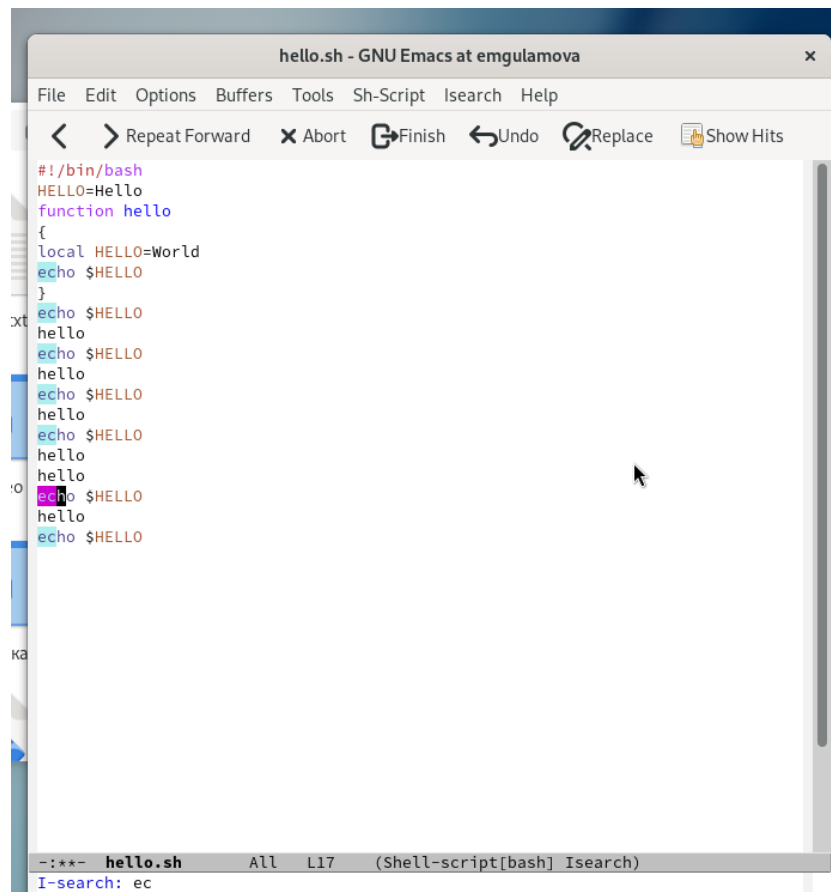 hello.sh - GNU Emacs at emgulamova
File Edit Options Buffers Tools Sh-Script Isearch Help
Repeat Forward Abort Finish Undo Replace Show Hits
#!/bin/bash
HELLO=Hello
function hello
{
local HELLO=World
echo $HELLO
}
echo $HELLO
hello
echo $HELLO
hello
echo $HELLO
hello
echo $HELLO
hello
hello
echo $HELLO
hello
echo $HELLO
-:**- hello.sh All L17 (Shell-script[bash] Isearch)
I-search: ec